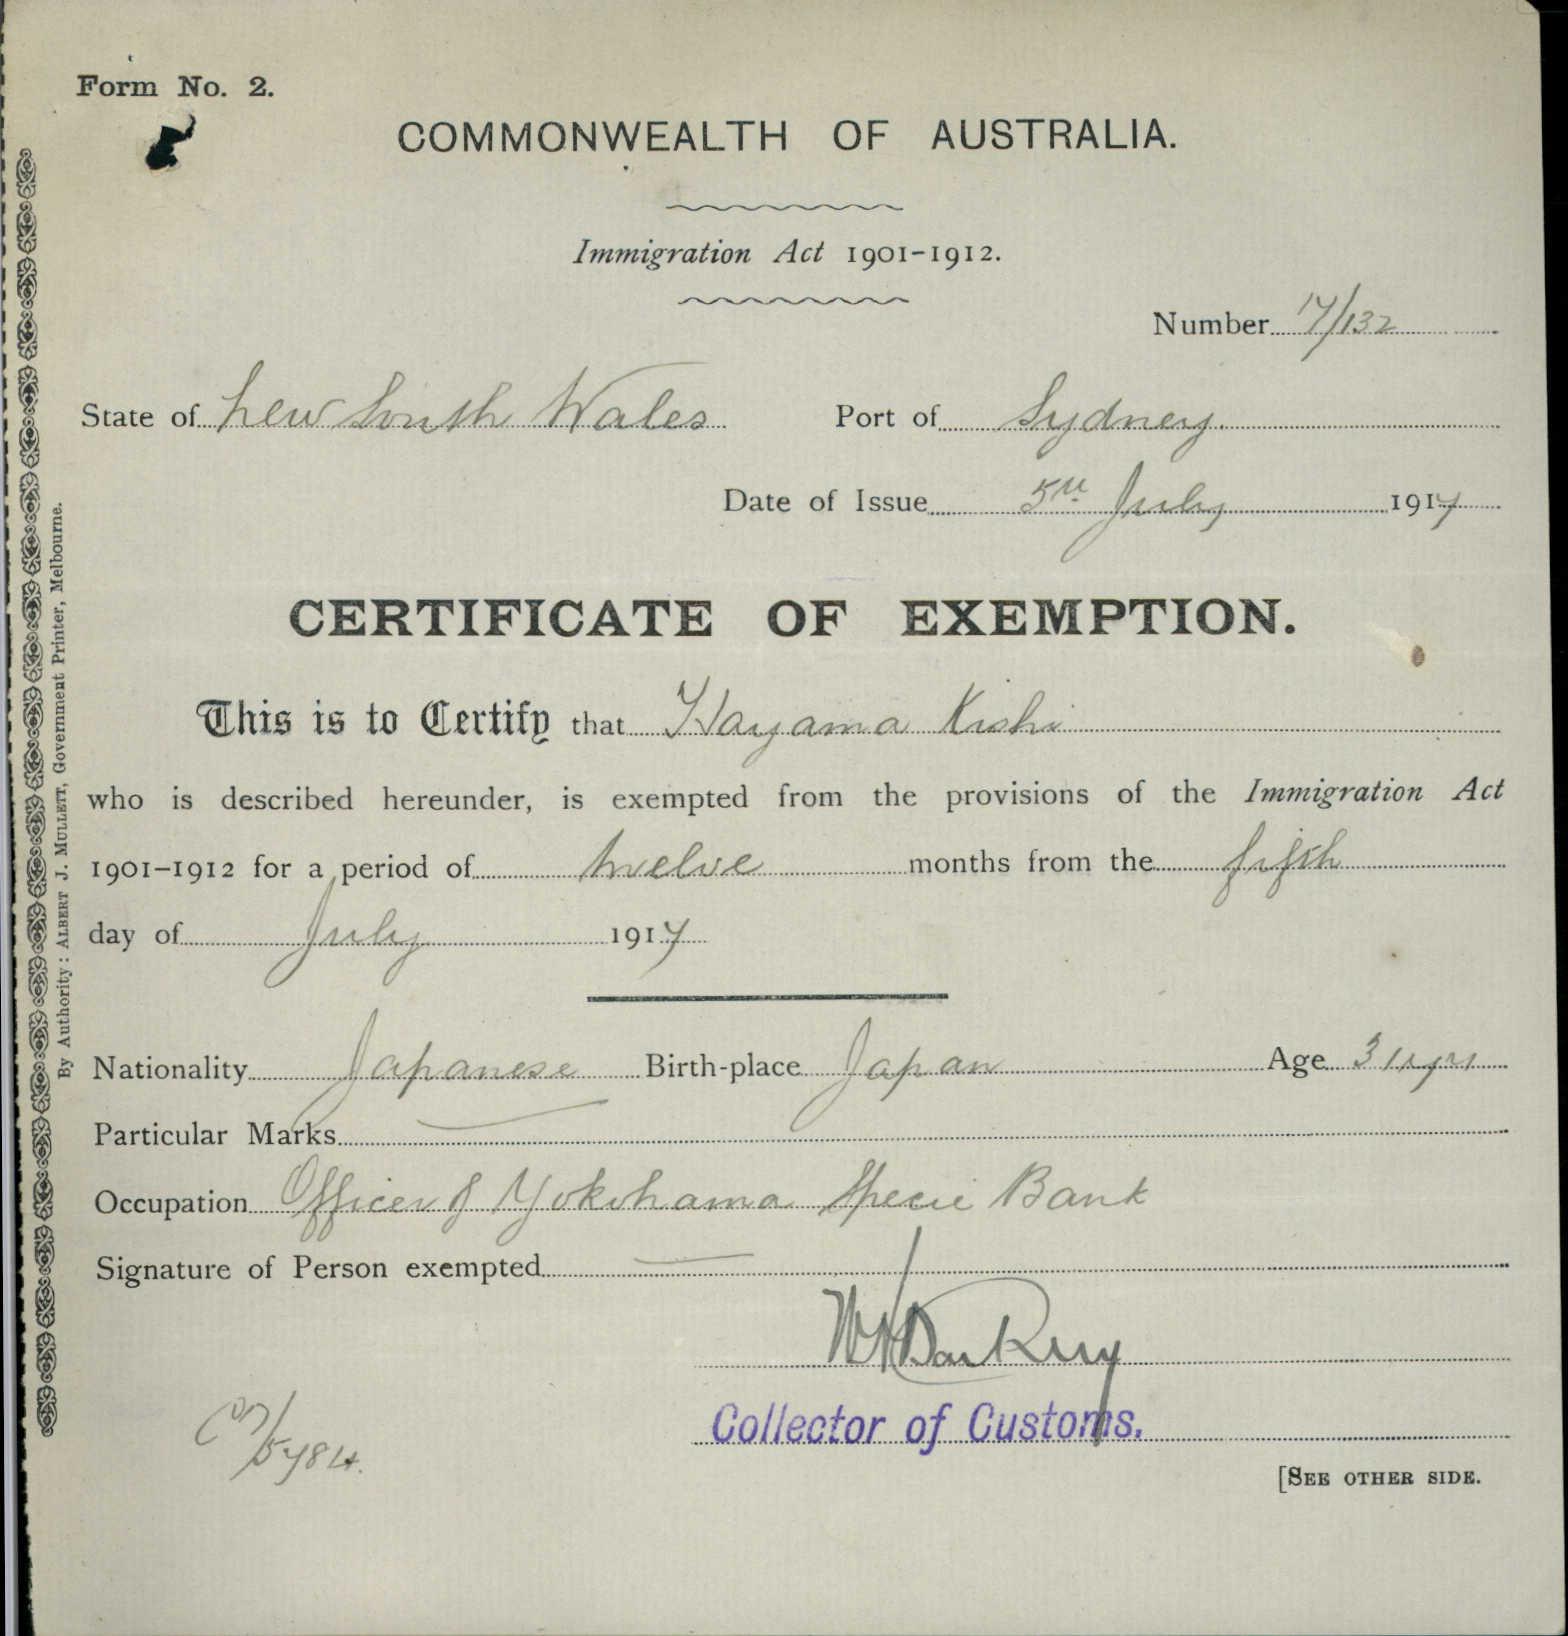 Form No. 2.
COMMONWEALTH OF AUSTRALIA.
Immigration Act 1901-1912.
Number 17/132
State of New South Wales Port of Sydney.
Date of Issue 5th July 1917
CERTIFICATE OF EXEMPTION.
This is to Certify that Hayama Kishi
who is described hereunder, is exempted from the provisions of the Immigration Act
1901-1912 for a period of twelve months from the fifth
day of July 1917
Nationality Japanese Birth-place Japan Age 31 yrs
Particular Marks
Occupation Officer of Yokohama Specie Bank
Signature of Person exempted
Collector of Customs.
[SEE OTHER SIDE.
By Authority: ALBERT J. MULLETT, Government Printer, Melbourne.